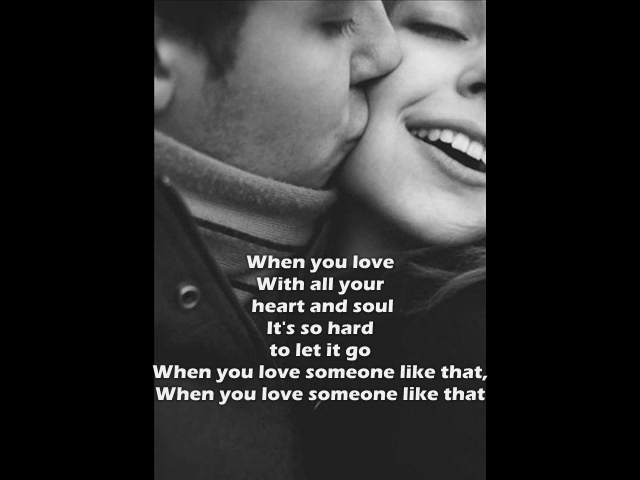 When you love
With all your
heart and soul
It's so hard
to let it go
When you love someone like that,
When you love someone like that